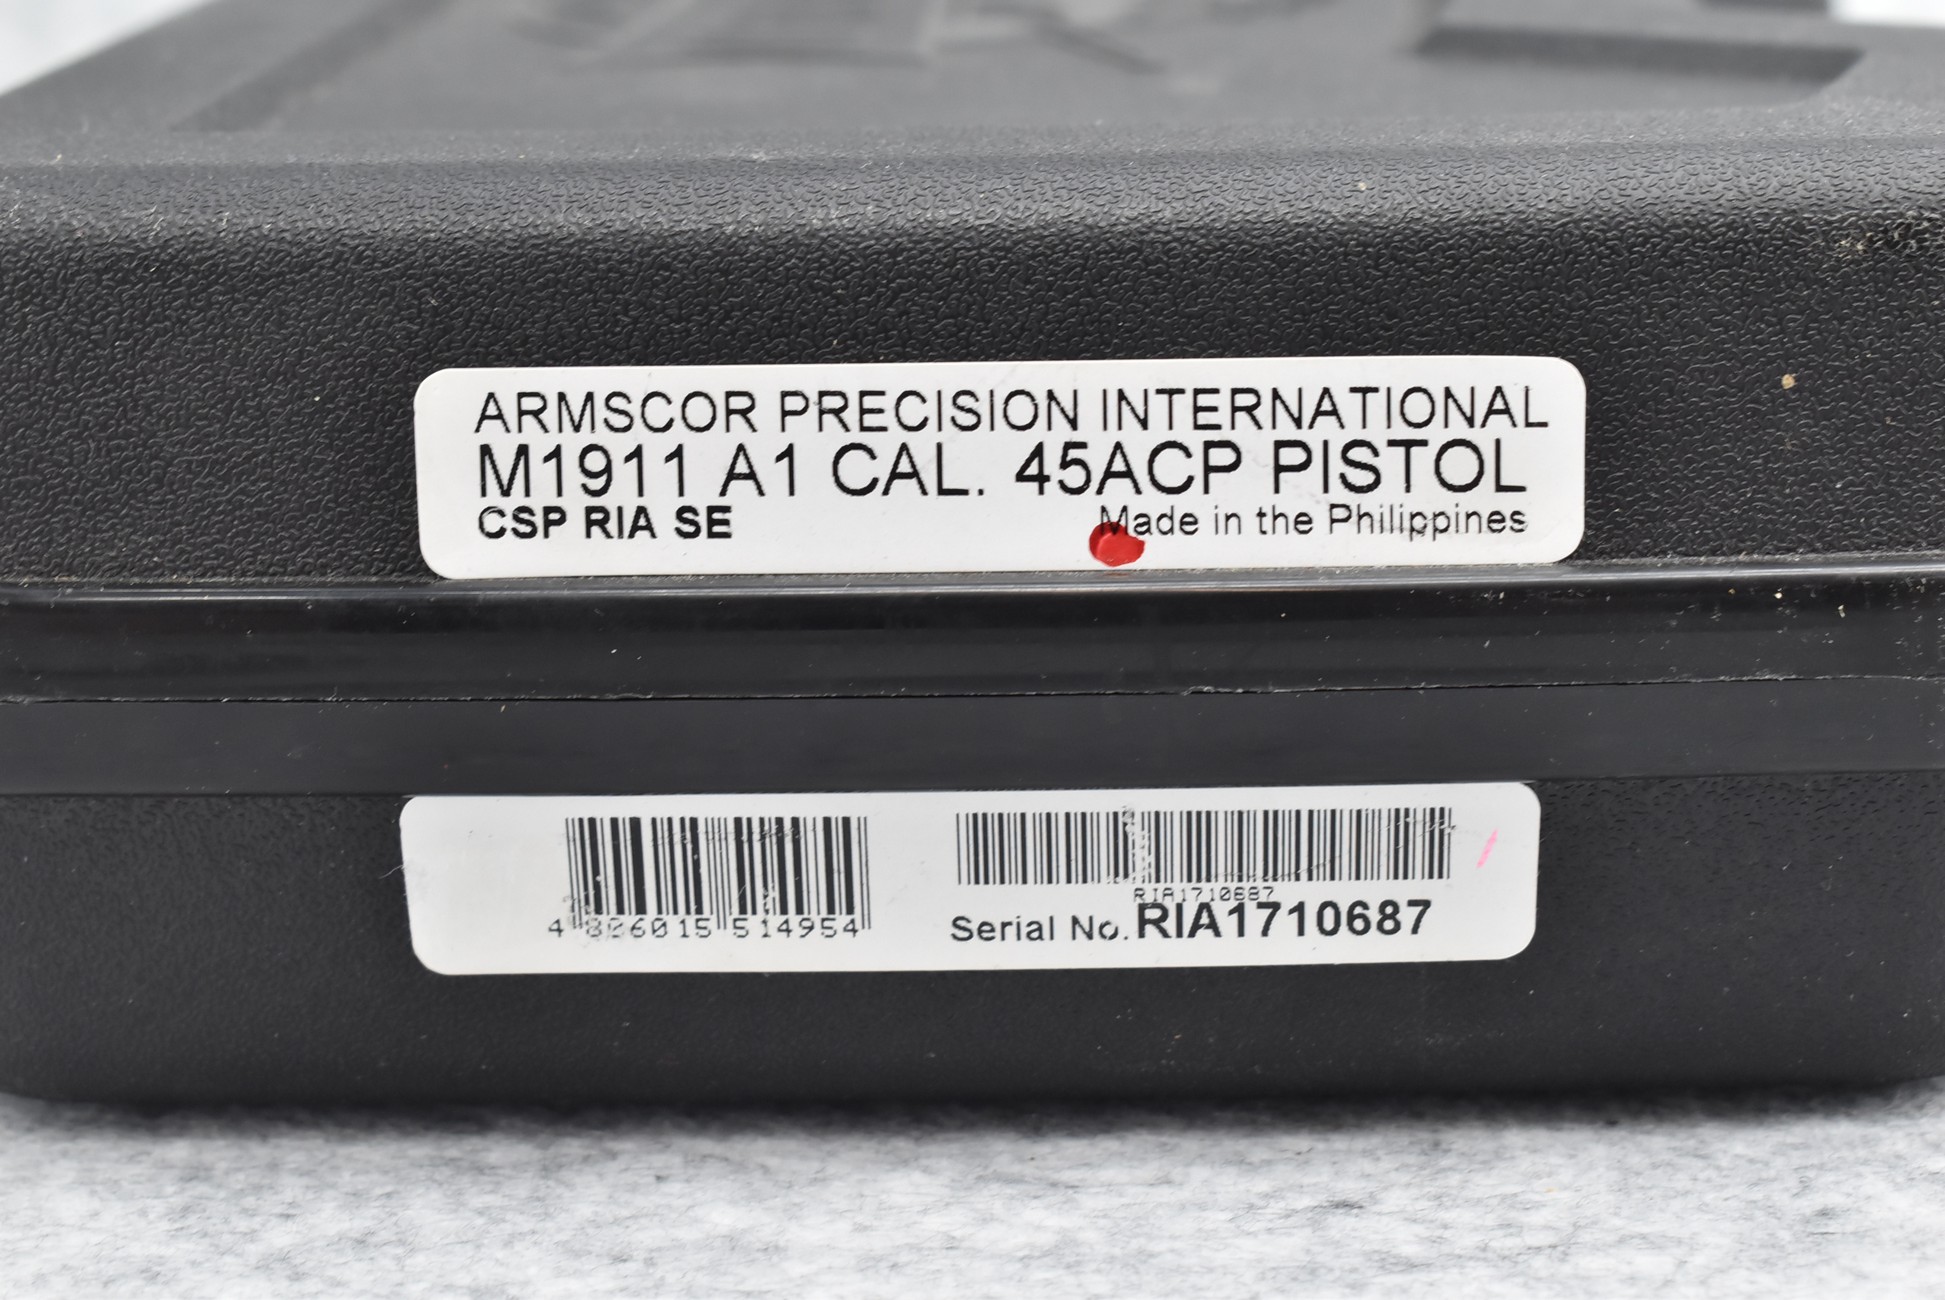 ARMSCOR PRECISION INTERNATIONAL
M1911 A1 CAL. 45ACP PISTOL
CSP RIA SE Made in the Philippines
4 806015 514954
RIA1710687
Serial No. RIA1710687